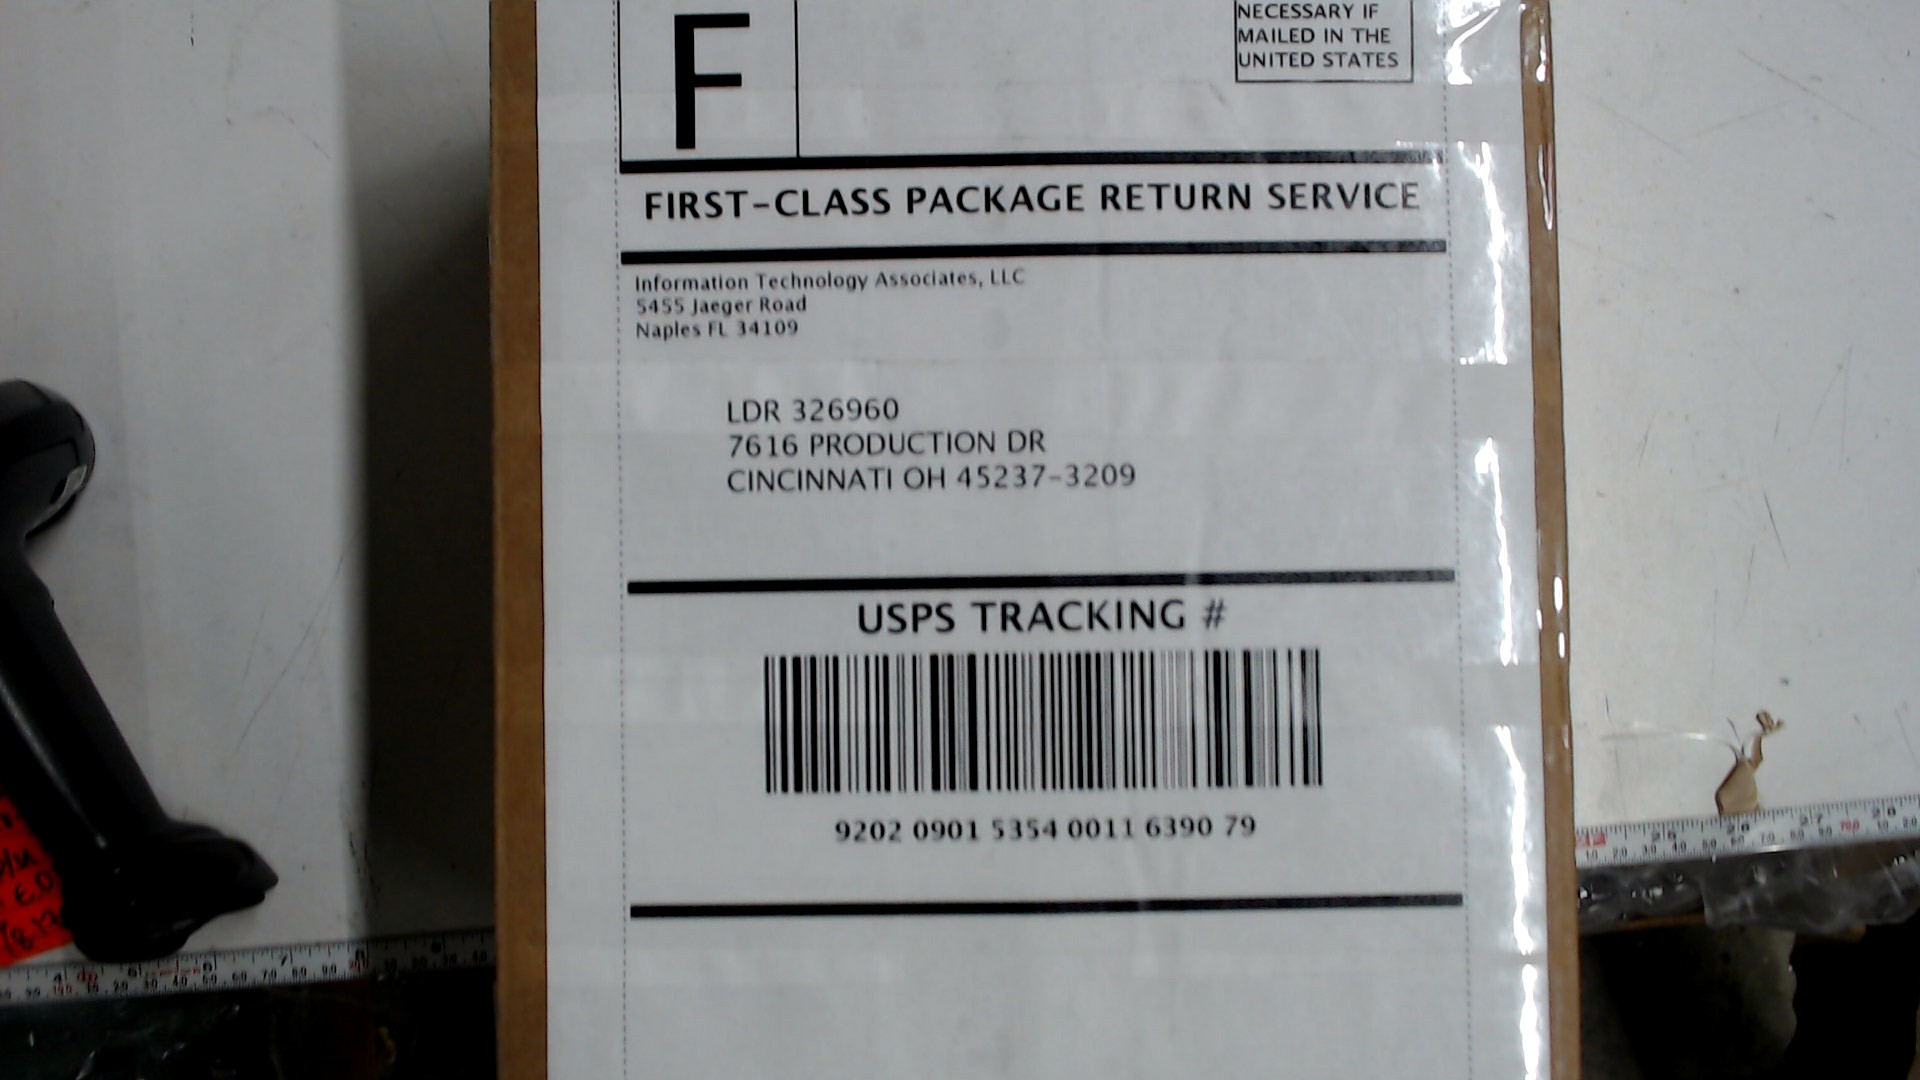 F
NECESSARY IF
MAILED IN THE
UNITED STATES
FIRST-CLASS PACKAGE RETURN SERVICE
Information Technology Associates, LLC
5455 Jaeger Road
Naples FL 34109
LDR 326960
7616 PRODUCTION DR
CINCINNATI OH 45237-3209
USPS TRACKING #
9202 0901 5354 0011 6390 79